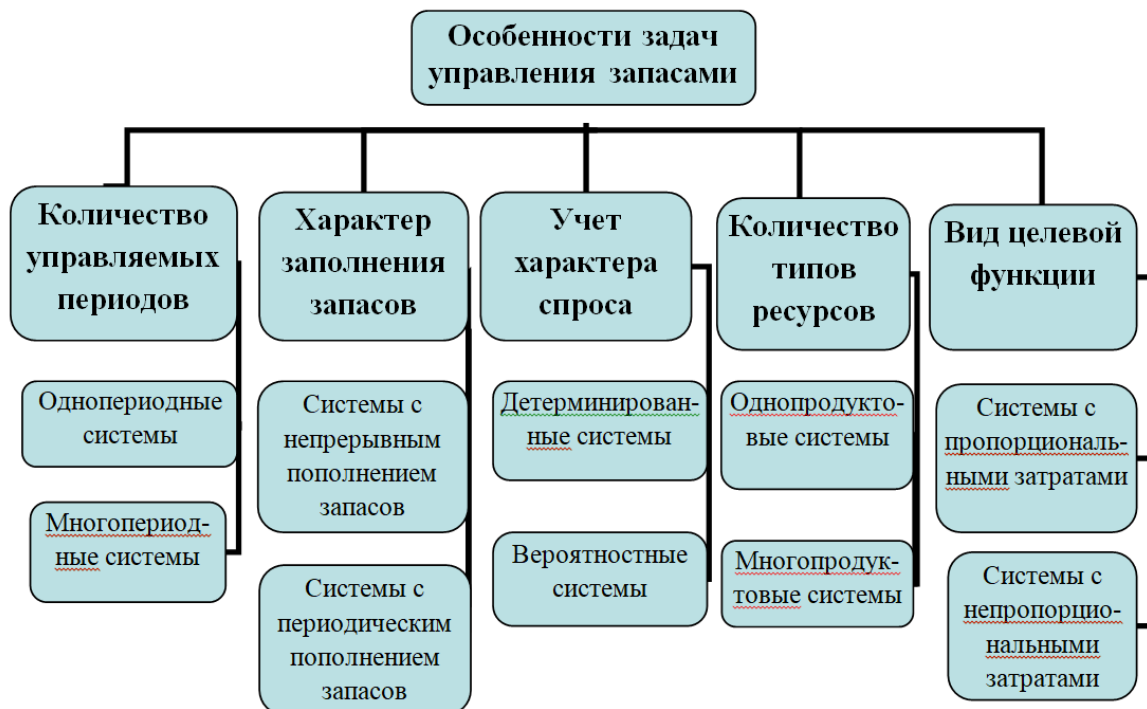 Особенности задач
управления запасами
Количество
управляемых
периодов
Однопериодные
системы
Многопериод-
ные системы
Характер
заполнения
запасов
Системы с
непрерывным
пополнением
запасов
Системы с
периодическим
пополнением
запасов
Учет
характера
спроса
Детерминирован-
ные системы
Вероятностные
системы
Количество
типов
ресурсов
Однопродукто-
вые системы
Многопродук-
товые системы
Вид целевой
функции
Системы с
пропорциональ-
ными затратами
Системы с
непропорцио-
нальными
затратами